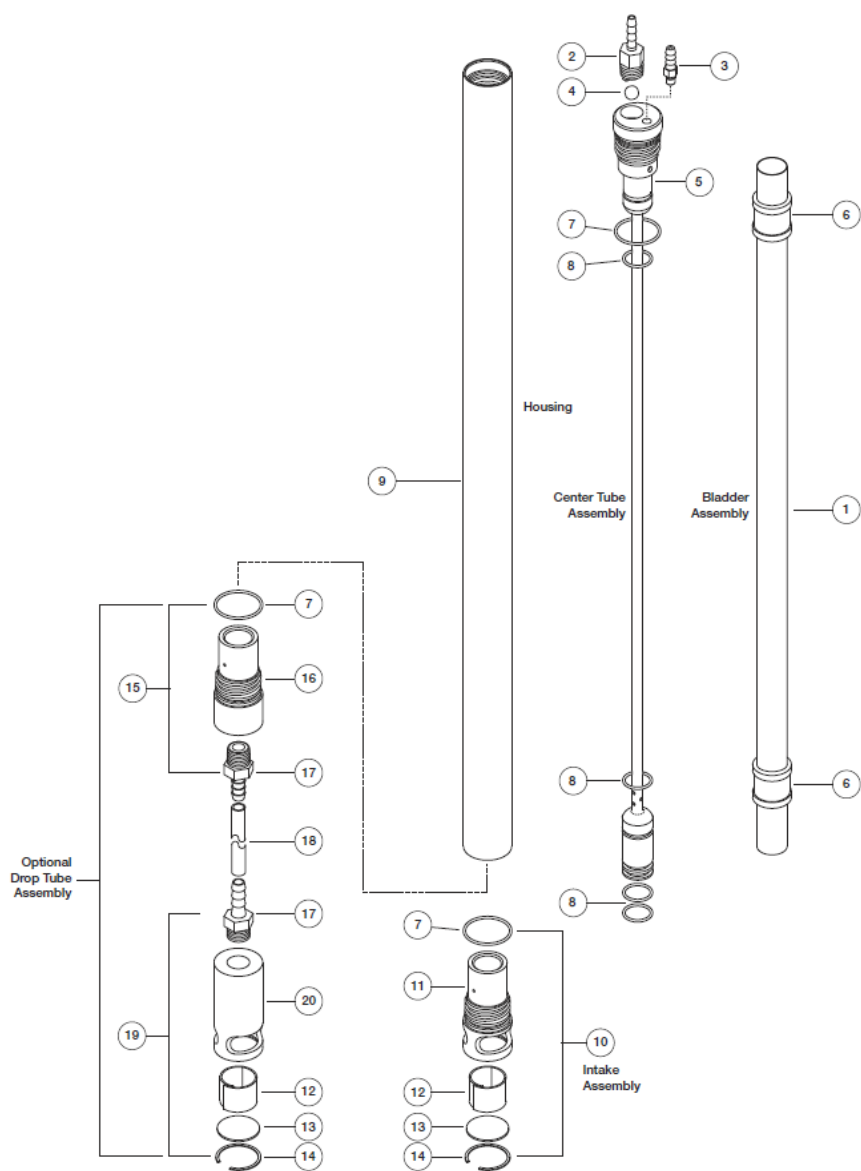 2
3
4
5
6
7
8
Housing
9
Center Tube
Assembly
Bladder
Assembly
1
7
16
15
17
8
6
18
Optional
Drop Tube
Assembly
17
8
7
20
11
19
10
Intake
Assembly
12
12
13
13
14
14